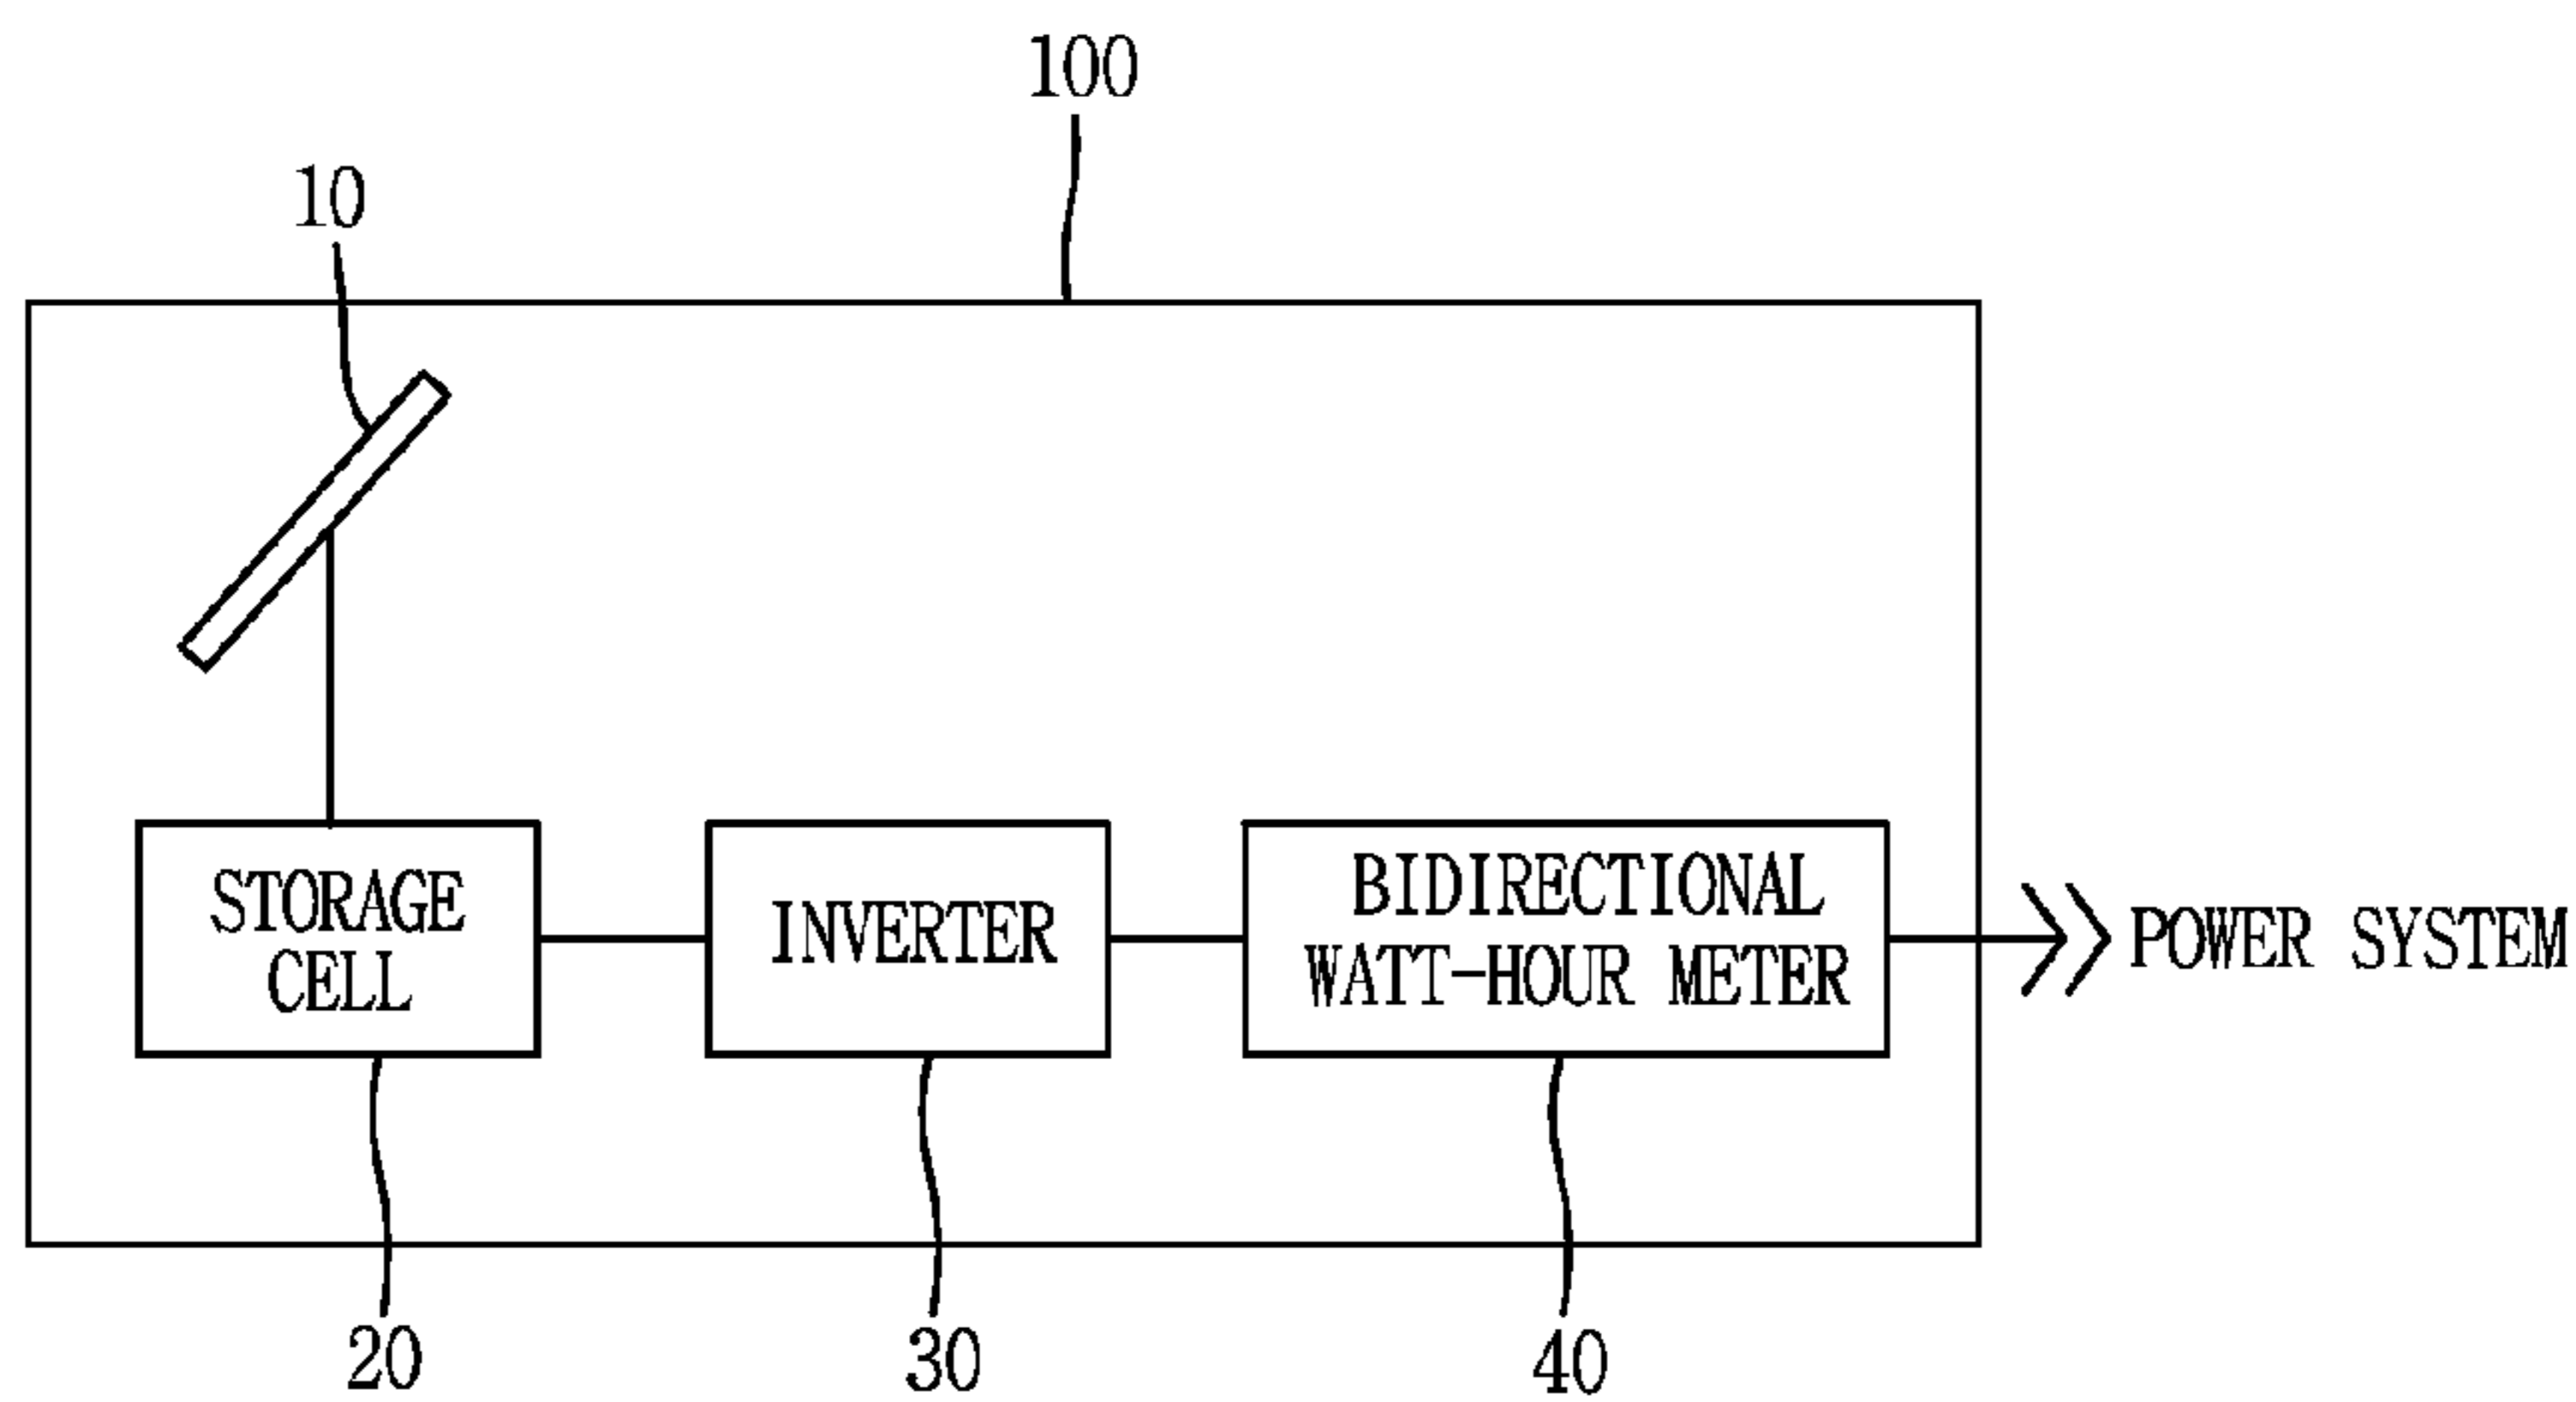 100
10
STORAGE
CELL
INVERTER
BIDIRECTIONAL
WATT-HOUR METER
POWER SYSTEM
20
30
40